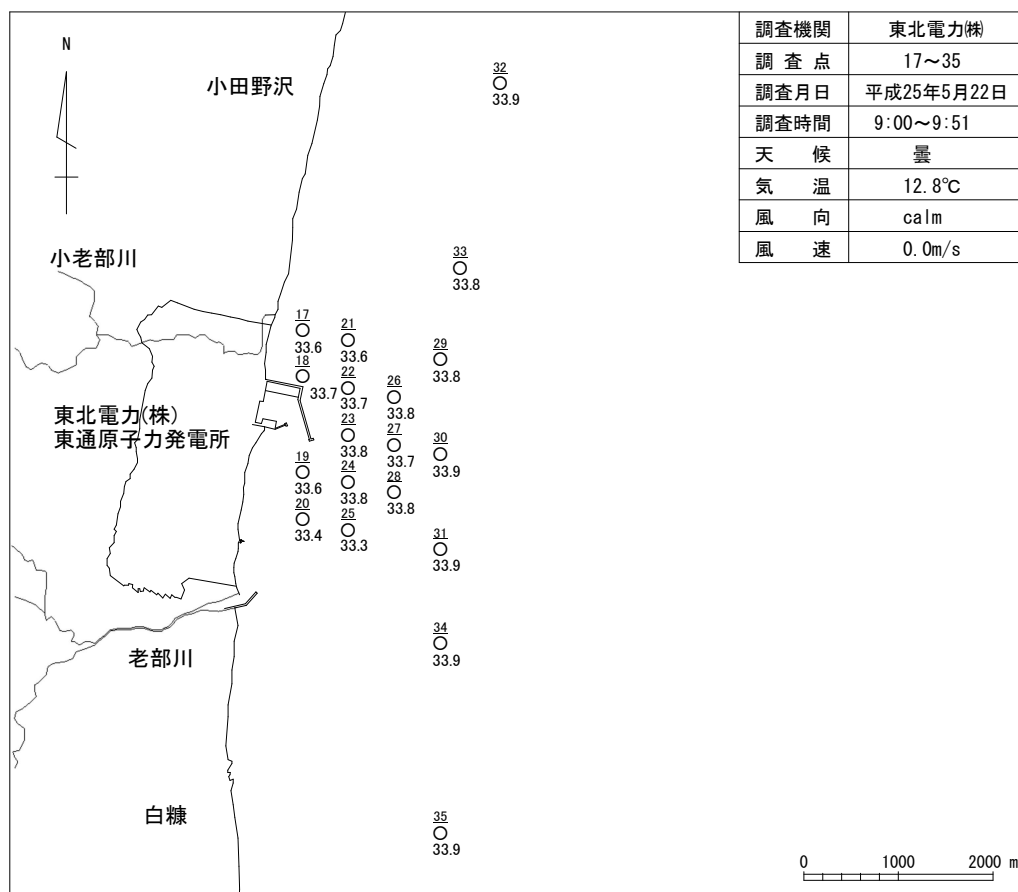 調査機関 東北電力㈱
調査点 17～35
調査月日 平成25年5月22日
調査時間 9:00～9:51
天候 曇
気温 12.8℃
風向 calm
風速 0.0m/s
N
小田野沢
32
33.9
小老部川
33
33.8
17
33.6
21
33.6
29
33.8
18
33.7
22
33.7
26
33.8
東北電力(株)
東通原子力発電所
23
33.8
27
33.7
30
33.9
19
33.6
24
33.8
28
33.8
20
33.4
25
33.3
31
33.9
34
33.9
老部川
白糠
35
33.9
0 1000 2000 m